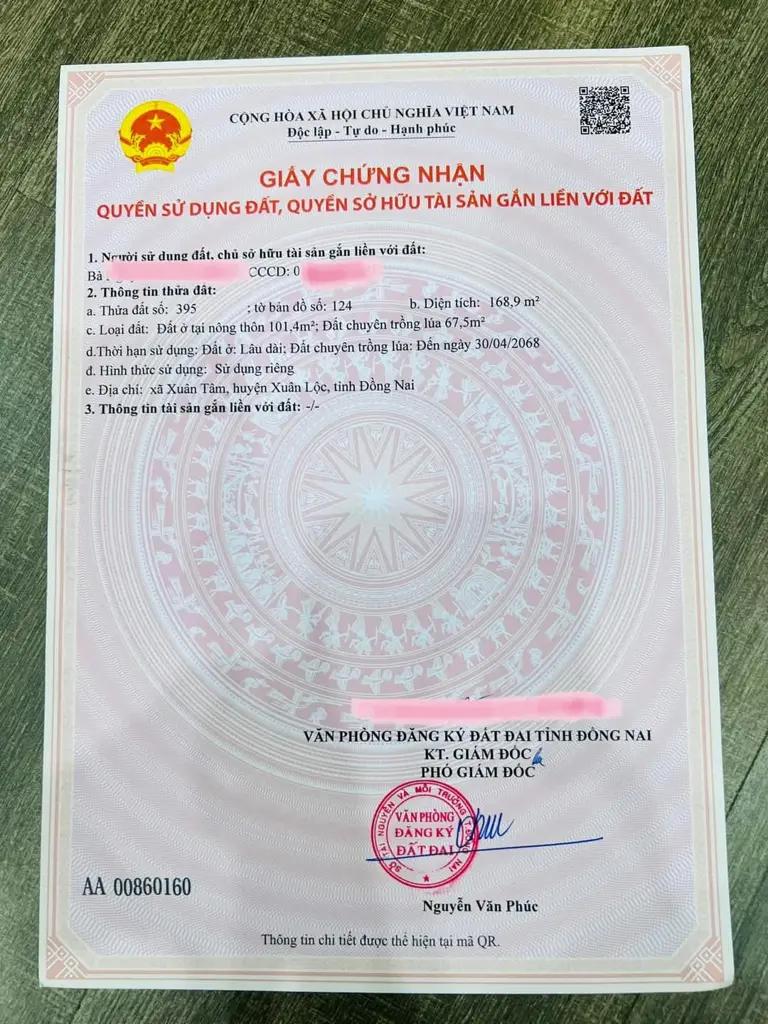 CỘNG HÒA XÃ HỘI CHỦ NGHĨA VIỆT NAM
Độc lập - Tự do - Hạnh phúc
GIẤY CHỨNG NHẬN
QUYỀN SỬ DỤNG ĐẤT, QUYỀN SỞ HỮU TÀI SẢN GẮN LIỀN VỚI ĐẤT
1. Người sử dụng đất, chủ sở hữu tài sản gắn liền với đất:
Bà CCCD: 0
2. Thông tin thửa đất:
a. Thửa đất số: 395 ; tờ bản đồ số: 124 b. Diện tích: 168,9 m²
c. Loại đất: Đất ở tại nông thôn 101,4m²; Đất chuyên trồng lúa 67,5m²
d.Thời hạn sử dụng: Đất ở: Lâu dài; Đất chuyên trồng lúa: Đến ngày 30/04/2068
đ. Hình thức sử dụng: Sử dụng riêng
e. Địa chỉ: xã Xuân Tâm, huyện Xuân Lộc, tỉnh Đồng Nai
3. Thông tin tài sản gắn liền với đất: -/-
VĂN PHÒNG ĐĂNG KÝ ĐẤT ĐAI TỈNH ĐỒNG NAI
KT. GIÁM ĐỐC
PHÓ GIÁM ĐỐC
SỞ TÀI NGUYÊN VÀ MÔI TRƯỜNG T. ĐỒNG NAI
VĂN PHÒNG
ĐĂNG KÝ
ĐẤT ĐAI
AA 00860160
Nguyễn Văn Phúc
Thông tin chi tiết được thể hiện tại mã QR.